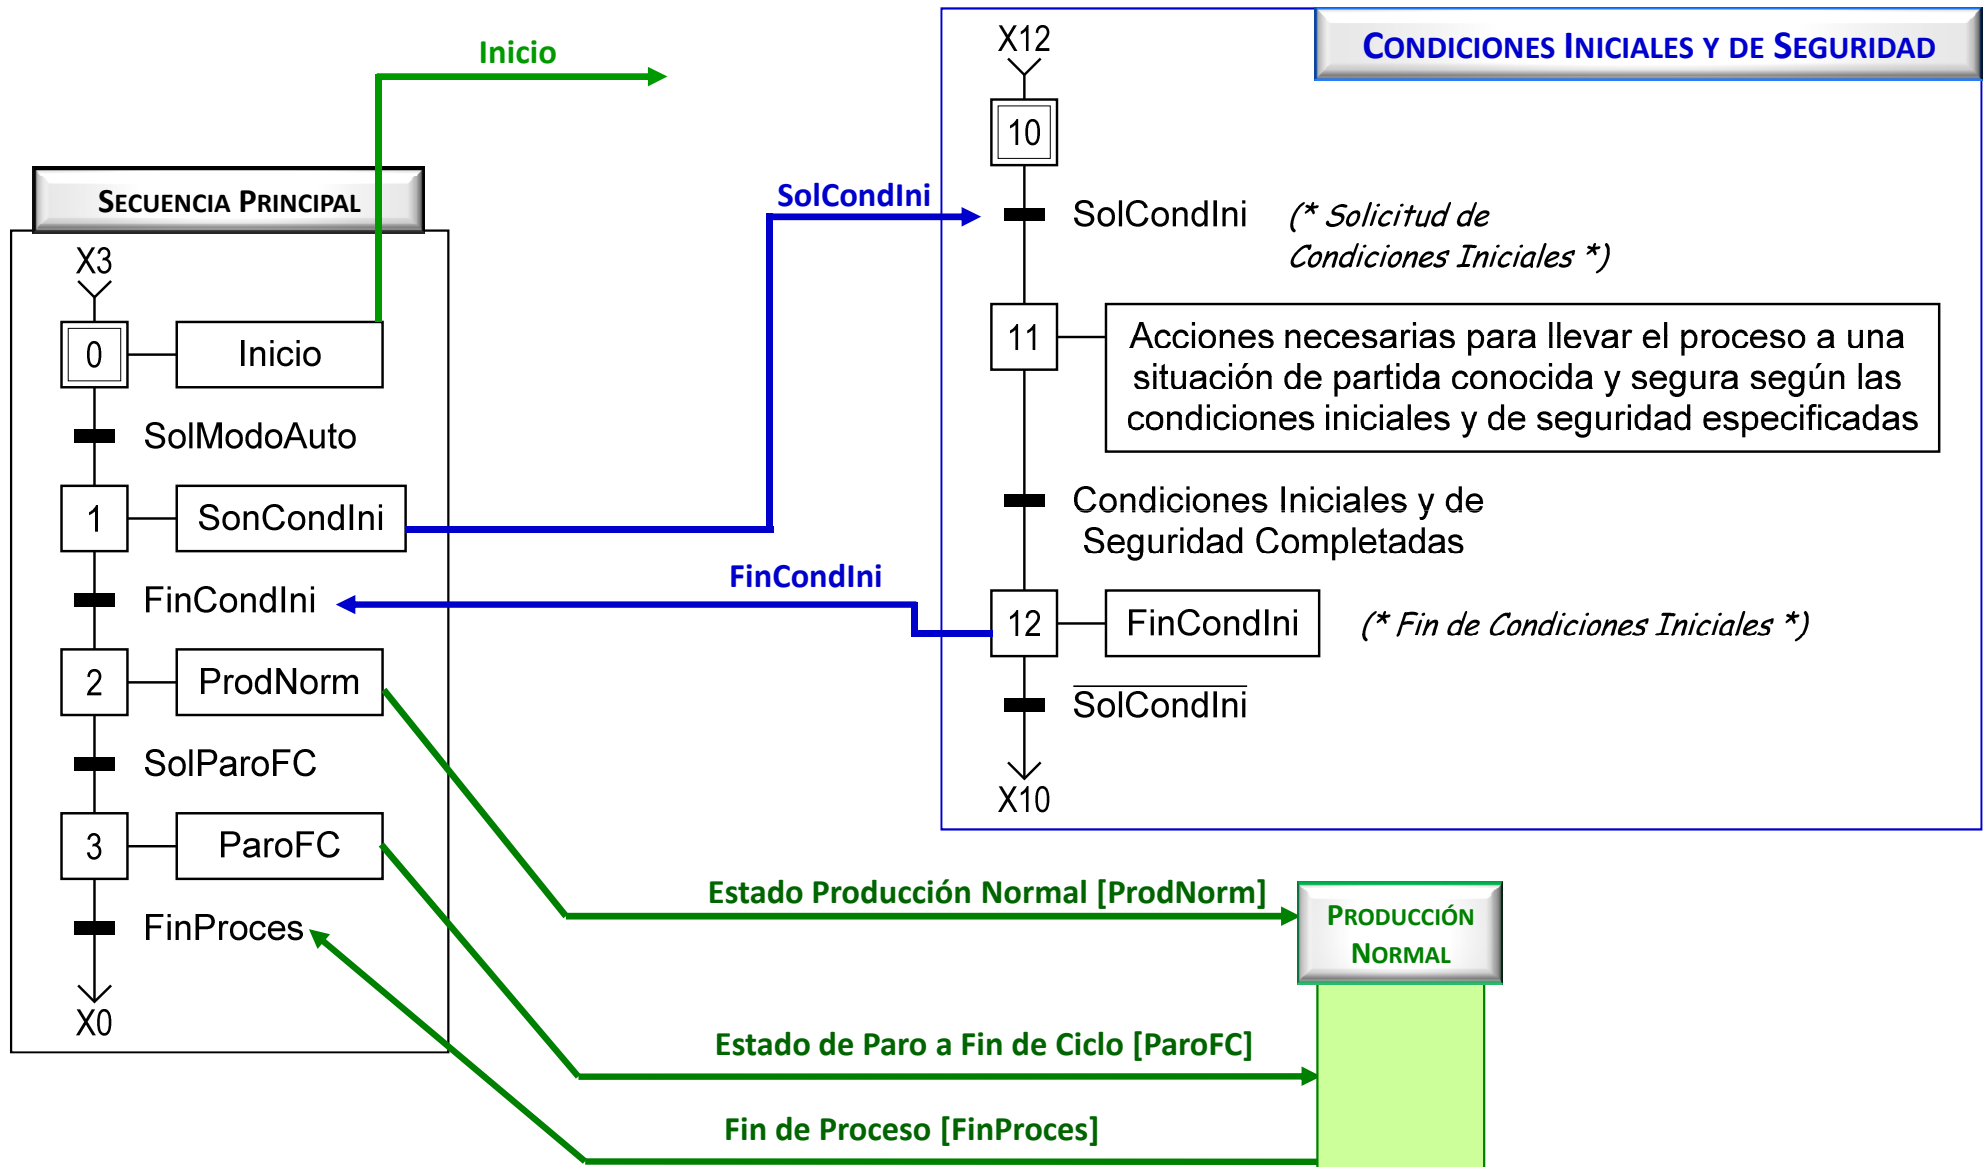 Inicio
SECUENCIA PRINCIPAL
X3
0
Inicio
SolModoAuto
1
SonCondIni
FinCondIni
2
ProdNorm
SolParoFC
3
ParoFC
FinProces
X0
SolCondIni
FinCondIni
CONDICIONES INICIALES Y DE SEGURIDAD
X12
10
SolCondIni
(* Solicitud de
Condiciones Iniciales *)
11
Acciones necesarias para llevar el proceso a una
situación de partida conocida y segura según las
condiciones iniciales y de seguridad especificadas
Condiciones Iniciales y de
Seguridad Completadas
12
FinCondIni
(* Fin de Condiciones Iniciales *)
SolCondIni
X10
Estado Producción Normal [ProdNorm]
PRODUCCIÓN
NORMAL
Estado de Paro a Fin de Ciclo [ParoFC]
Fin de Proceso [FinProces]